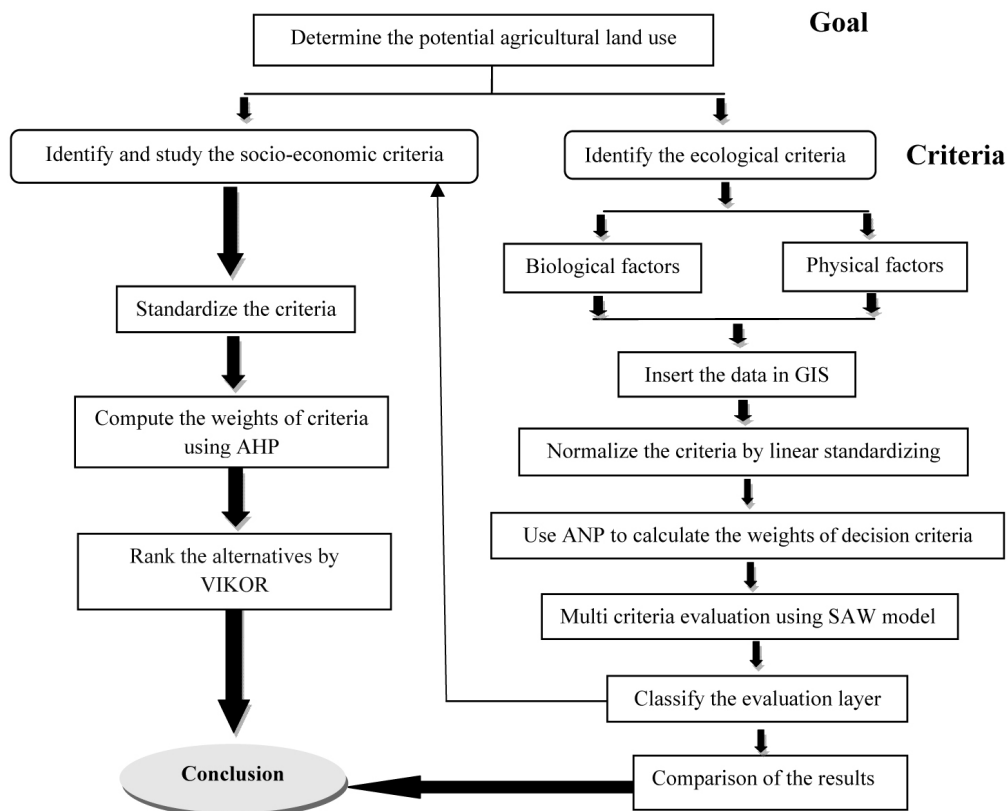 Goal
Determine the potential agricultural land use
Identify and study the socio-economic criteria
Identify the ecological criteria
Criteria
Biological factors
Physical factors
Standardize the criteria
Insert the data in GIS
Compute the weights of criteria
using AHP
Normalize the criteria by linear standardizing
Use ANP to calculate the weights of decision criteria
Rank the alternatives by
VIKOR
Multi criteria evaluation using SAW model
Classify the evaluation layer
Conclusion
Comparison of the results